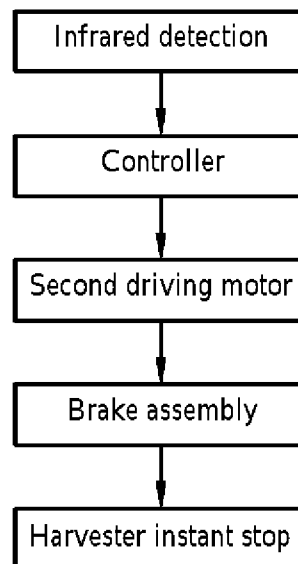 Infrared detection
Controller
Second driving motor
Brake assembly
Harvester instant stop